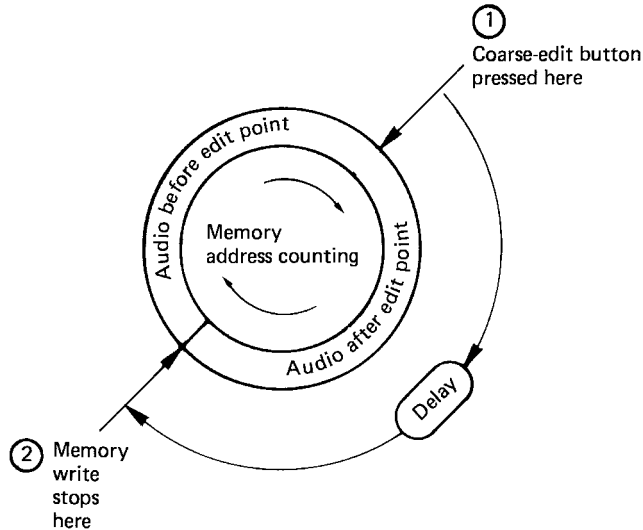 1
Coarse-edit button
pressed here
Audio before edit point
Memory
address counting
Audio after edit point
Delay
2 Memory
write
stops
here